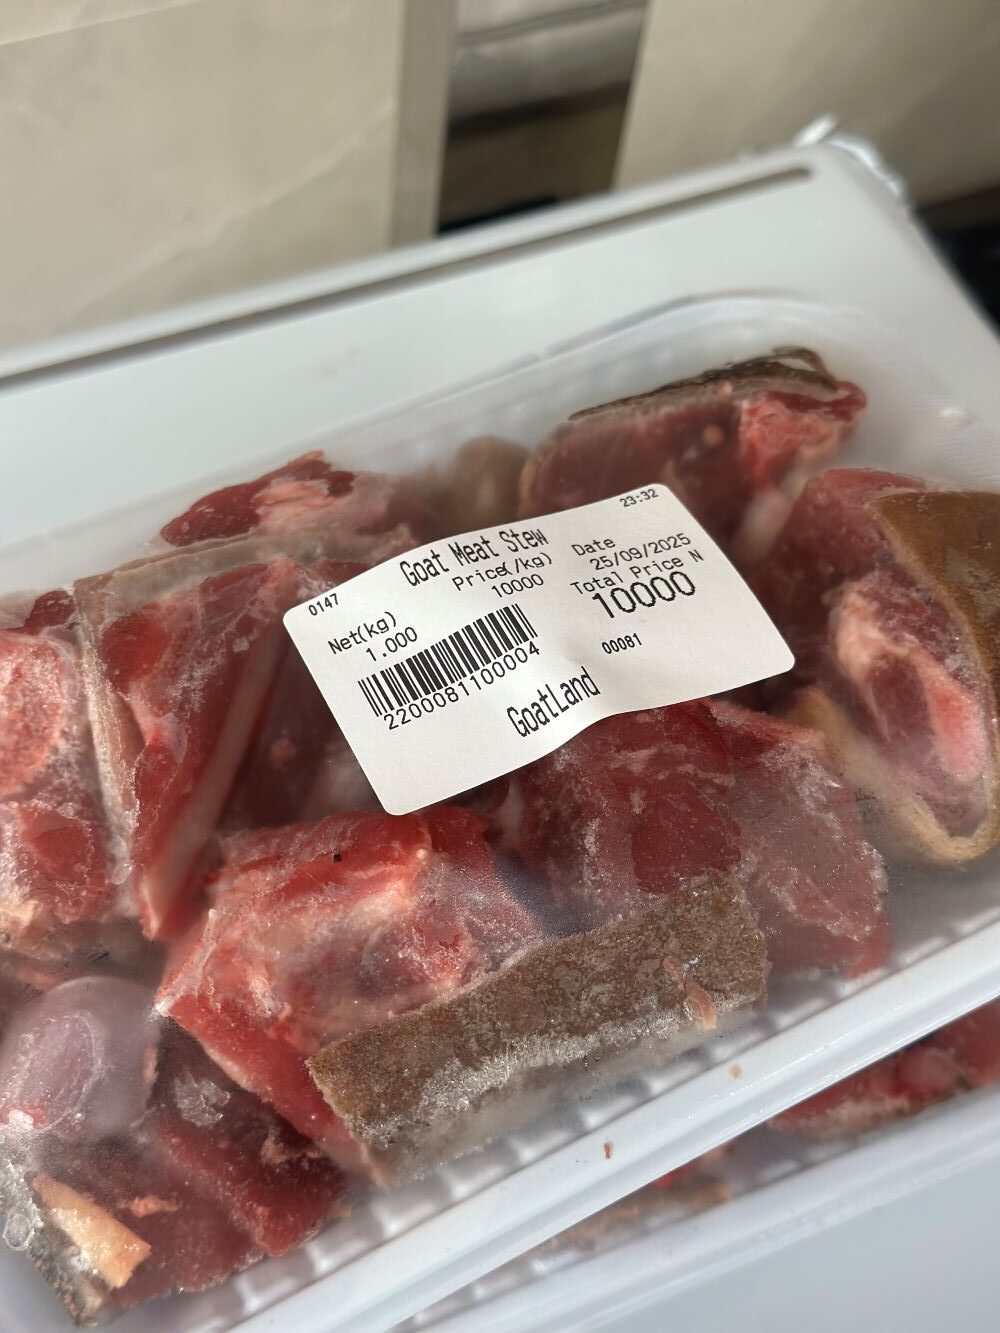 0147
Goat Meat Stew
23:32
Net(kg)
Price(/kg)
Date
1.000
10000
25/09/2025
Total Price N
10000
2200081100004
00081
GoatLand